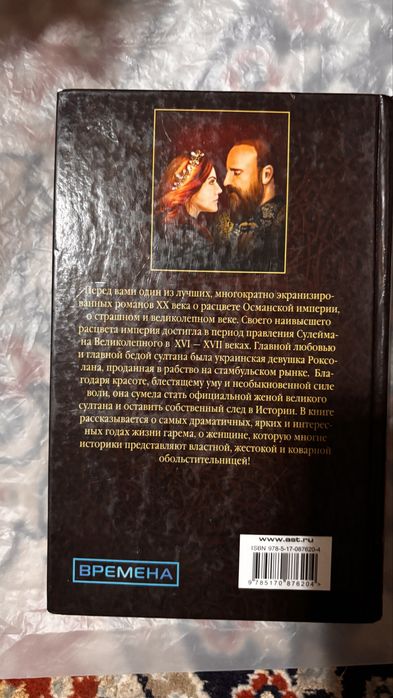 Перед вами один из лучших, многократно экранизиро-
ванных романов XX века о расцвете Османской империи,
о страшном и великолепном веке. Своего наивысшего
расцвета империя достигла в период правления Сулейма-
на Великолепного в XVI — XVII веках. Главной любовью
и главной бедой султана была украинская девушка Роксо-
лана, проданная в рабство на стамбульском рынке. Бла-
годаря красоте, блестящему уму и необыкновенной силе
воли, она сумела стать официальной женой великого
султана и оставить собственный след в Истории. В книге
рассказывается о самых драматичных, ярких и интерес-
ных годах жизни гарема, о женщине, которую многие
историки представляют властной, жестокой и коварной
обольстительницей!
www.ast.ru
ISBN 978-5-17-087620-4
9 785170 876204
ВРЕМЕНА